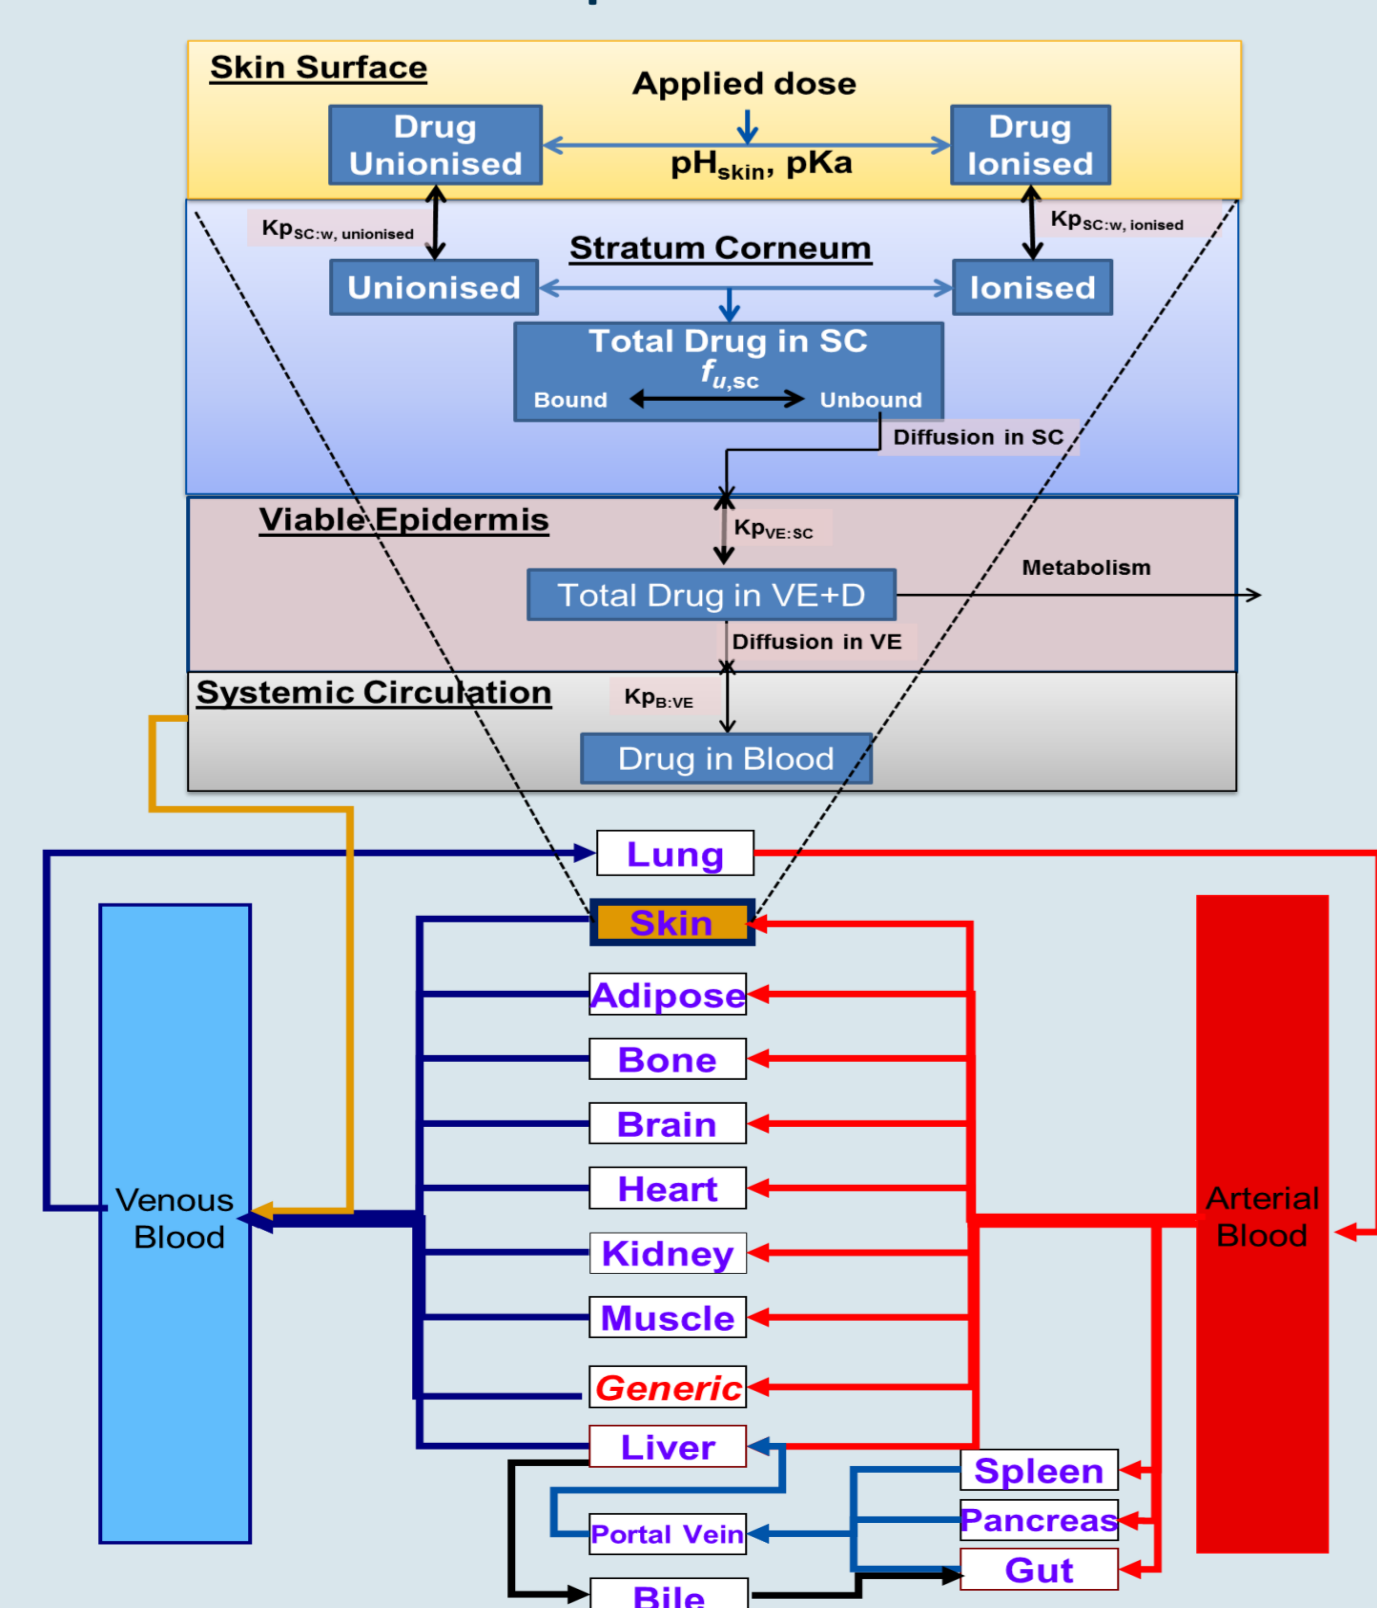 Skin Surface
Applied dose
Drug
Unionised
Drug
Ionised
pHskin, pKa
KpSC:w, unionised
KpSC:w, ionised
Stratum Corneum
Unionised
Ionised
Total Drug in SC
fu,sc
Bound
Unbound
Diffusion in SC
Viable Epidermis
KpVE:SC
Metabolism
Total Drug in VE+D
Diffusion in VE
Systemic Circulation
KpB:VE
Drug in Blood
Lung
Skin
Adipose
Bone
Brain
Heart
Venous
Blood
Arterial
Blood
Kidney
Muscle
Generic
Liver
Spleen
Pancreas
Portal Vein
Gut
Bile